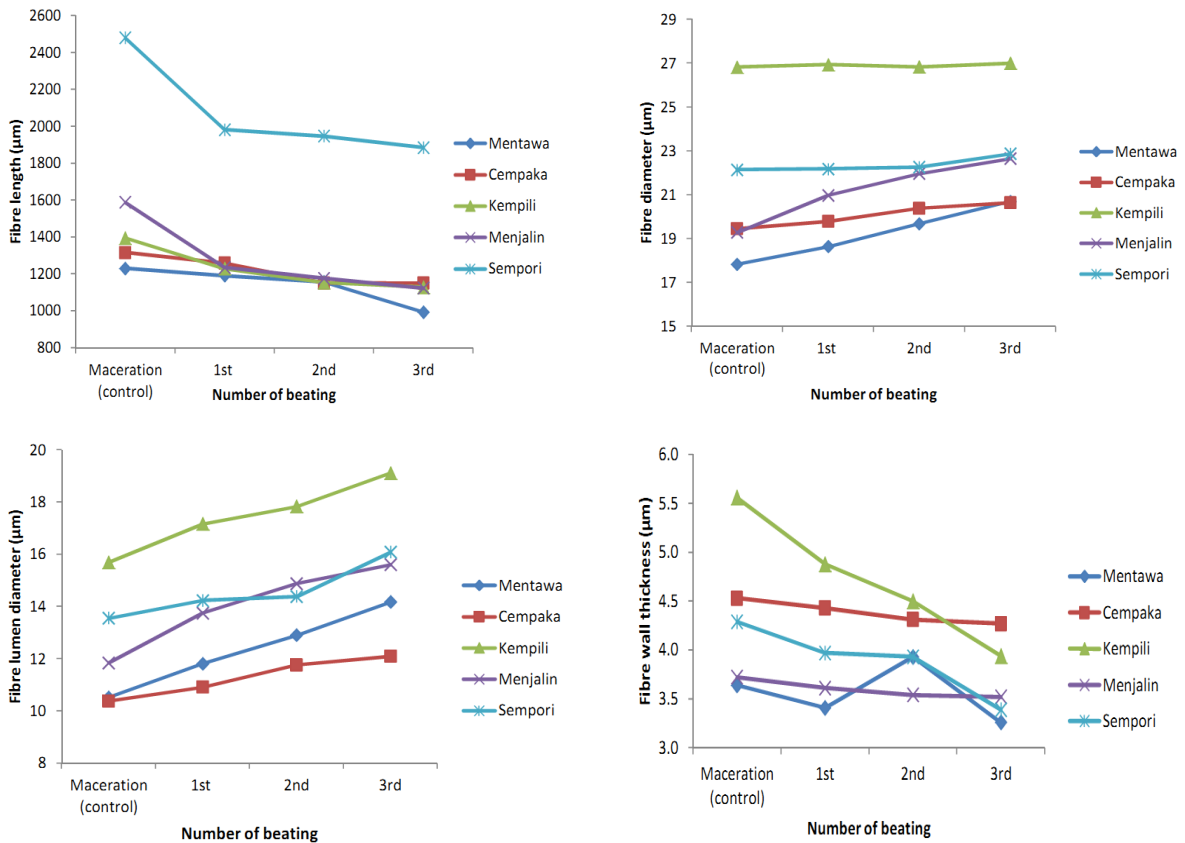 Fibre length (µm)
2600
2400
2200
2000
1800
1600
1400
1200
1000
800
Maceration (control)
1st
2nd
3rd
Number of beating
Mentawa
Cempaka
Kempili
Menjalin
Sempori
Fibre diameter (µm)
29
27
25
23
21
19
17
15
Maceration
(control)
1st
2nd
3rd
Number of beating
Mentawa
Cempaka
Kempili
Menjalin
Sempori
Fibre lumen diameter (µm)
20
18
16
14
12
10
8
Maceration
(control)
1st
2nd
3rd
Number of beating
Mentawa
Cempaka
Kempili
Menjalin
Sempori
Fibre wall thickness (µm)
6.0
5.5
5.0
4.5
4.0
3.5
3.0
Maceration
(control)
1st
2nd
3rd
Number of beating
Mentawa
Cempaka
Kempili
Menjalin
Sempori